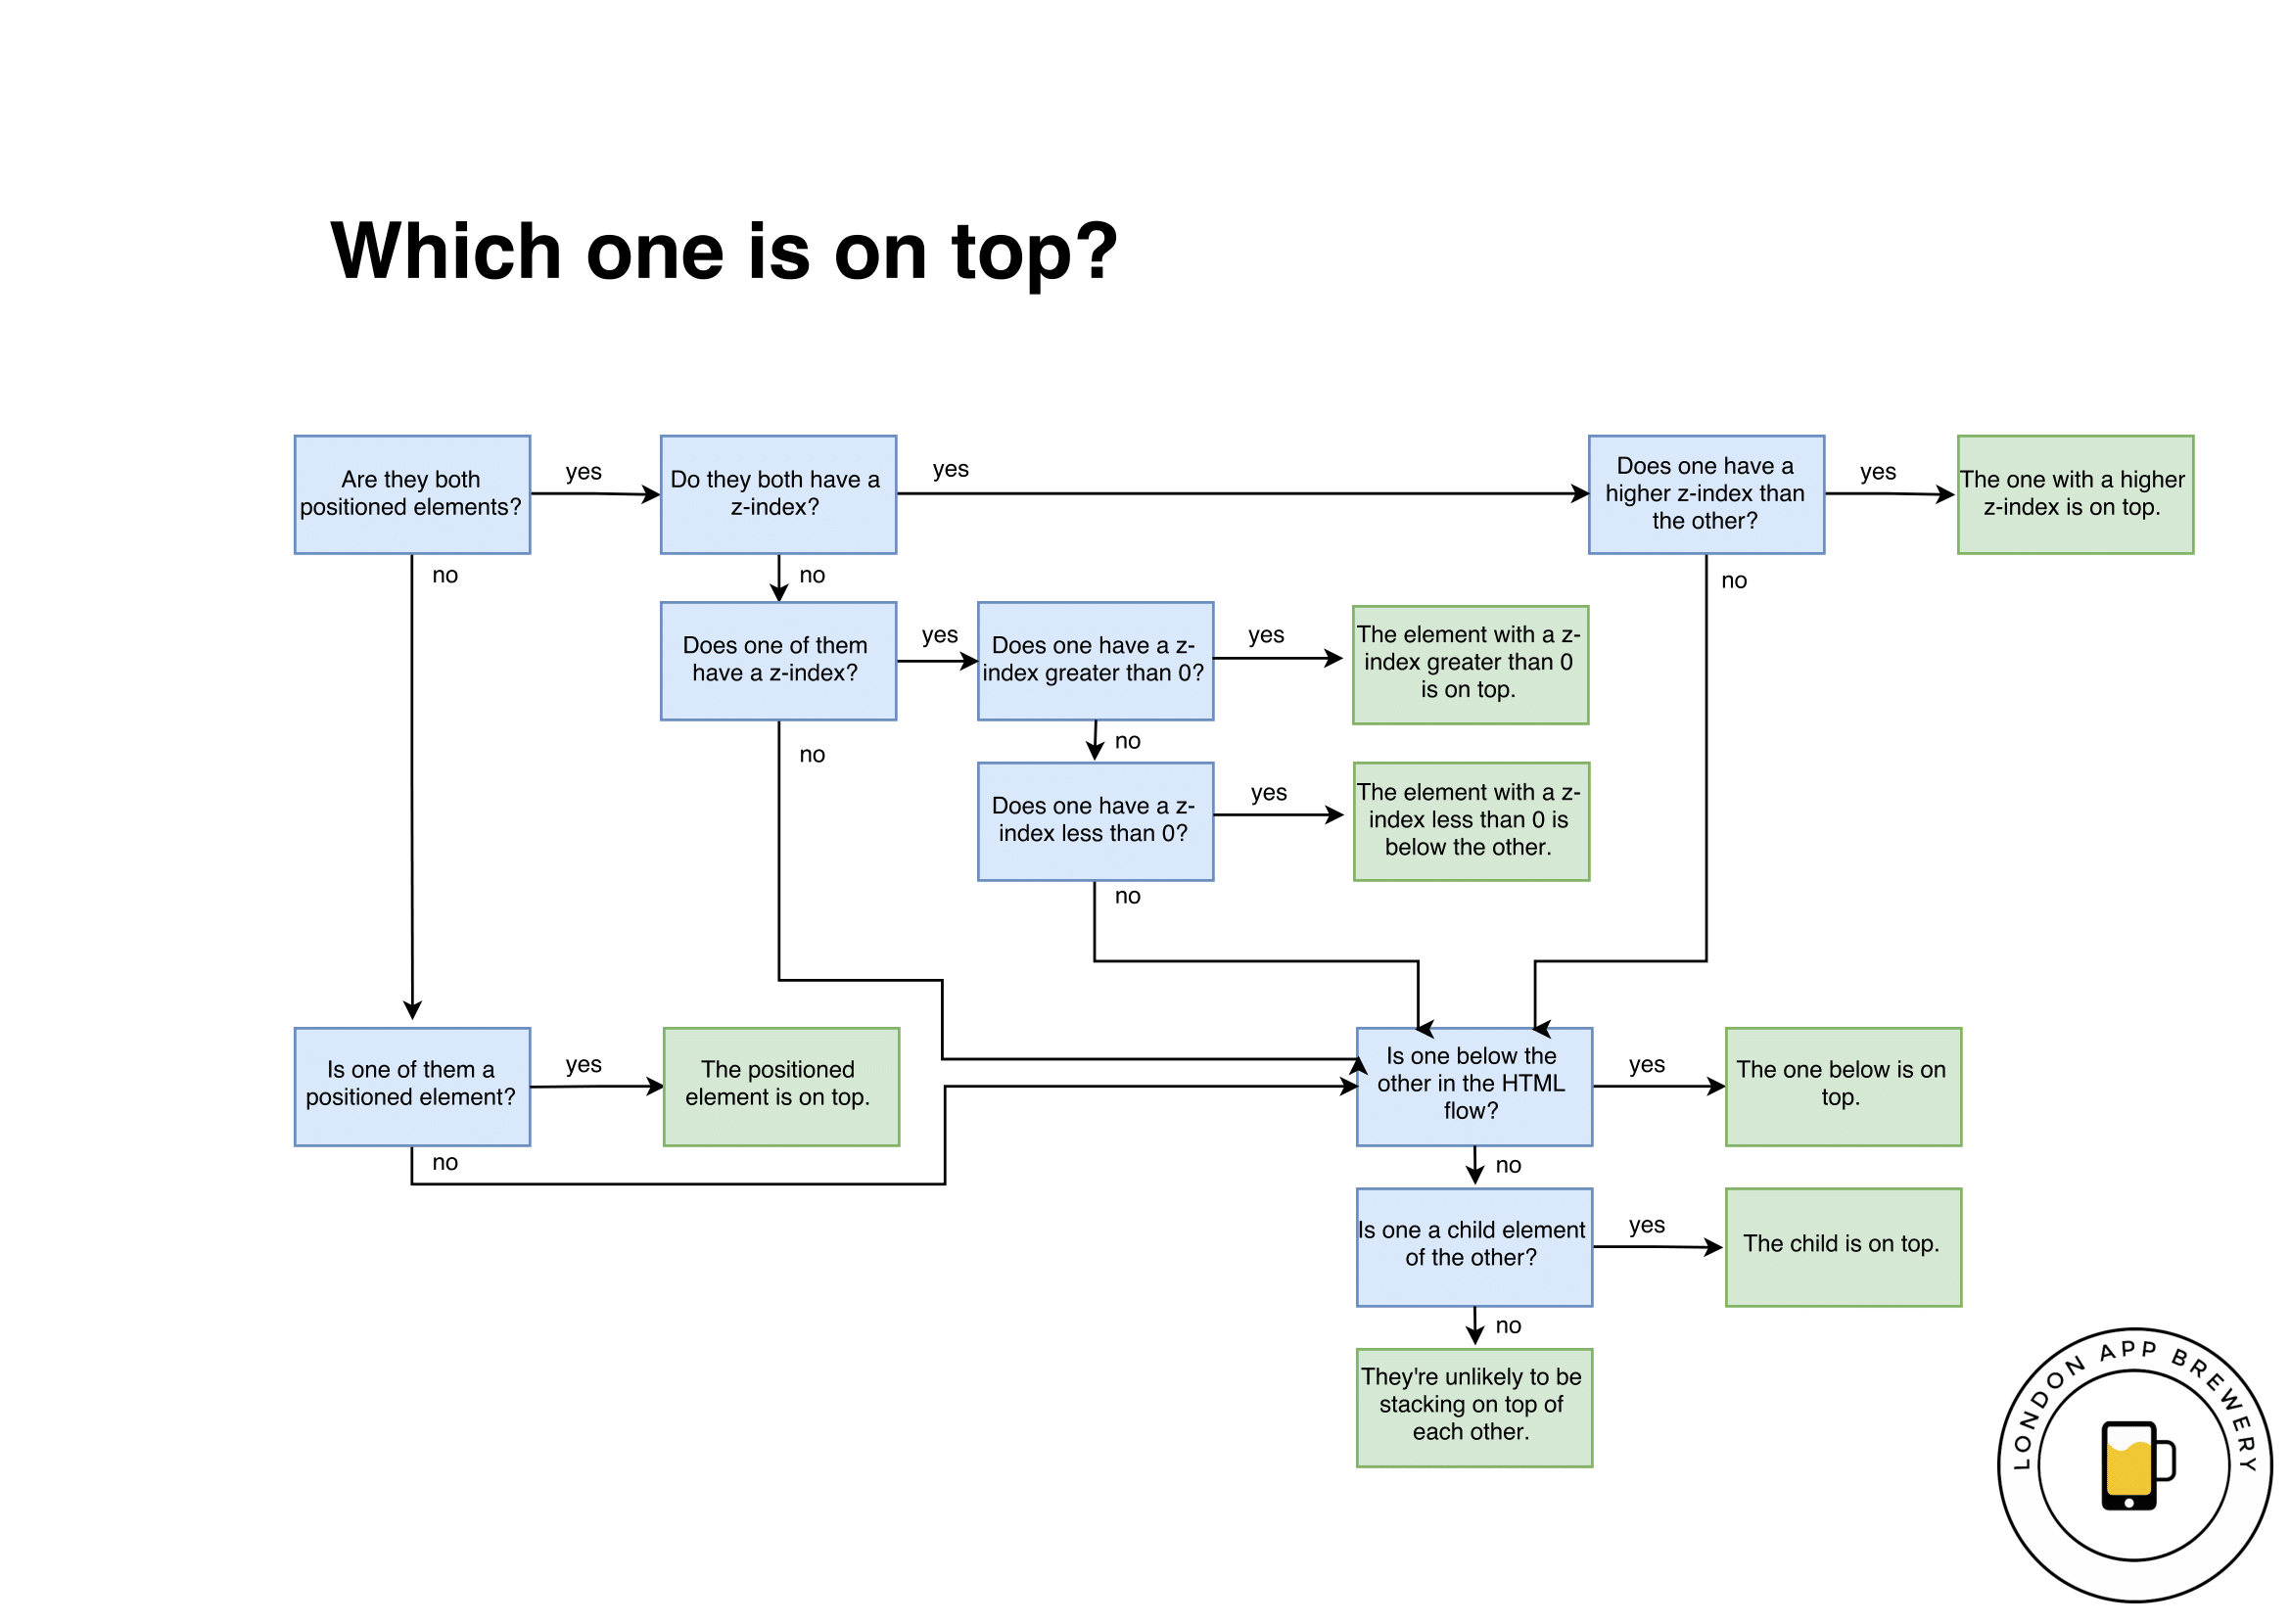 Which one is on top?
Are they both
positioned elements?
yes
Do they both have a
z-index?
yes
Does one have a
higher z-index than
the other?
yes
The one with a higher
z-index is on top.
no
no
no
Does one of them
have a z-index?
yes
Does one have a z-
index greater than 0?
yes
The element with a z-
index greater than 0
is on top.
no
no
Does one have a z-
index less than 0?
yes
The element with a z-
index less than 0 is
below the other.
no
Is one of them a
positioned element?
yes
The positioned
element is on top.
no
Is one below the
other in the HTML
flow?
yes
The one below is on
top.
no
Is one a child element
of the other?
yes
The child is on top.
no
They're unlikely to be
stacking on top of
each other.
LONDON APP BREWERY